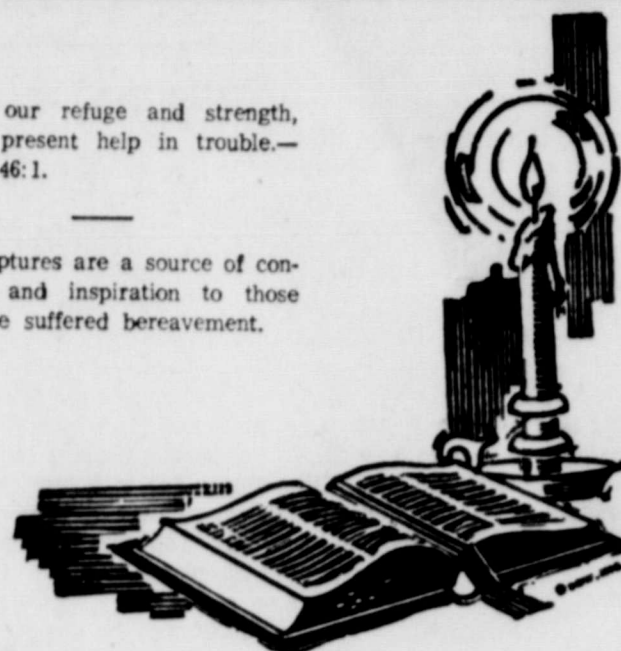 our refuge and strength,
present help in trouble.—
46:1.
ptures are a source of con-
and inspiration to those
e suffered bereavement.